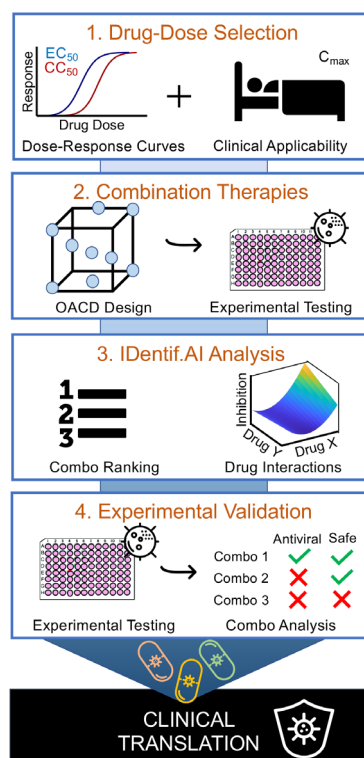 1. Drug-Dose Selection
EC50
CC50
Response
Drug Dose
Dose-Response Curves
+
Cmax
Clinical Applicability
2. Combination Therapies
OACD Design
Experimental Testing
3. IDentif.AI Analysis
1
2
3
Combo Ranking
Inhibition
Drug Y
Drug X
Drug Interactions
4. Experimental Validation
Experimental Testing
Antiviral Safe
Combo 1
Combo 2
Combo 3
Combo Analysis
CLINICAL
TRANSLATION